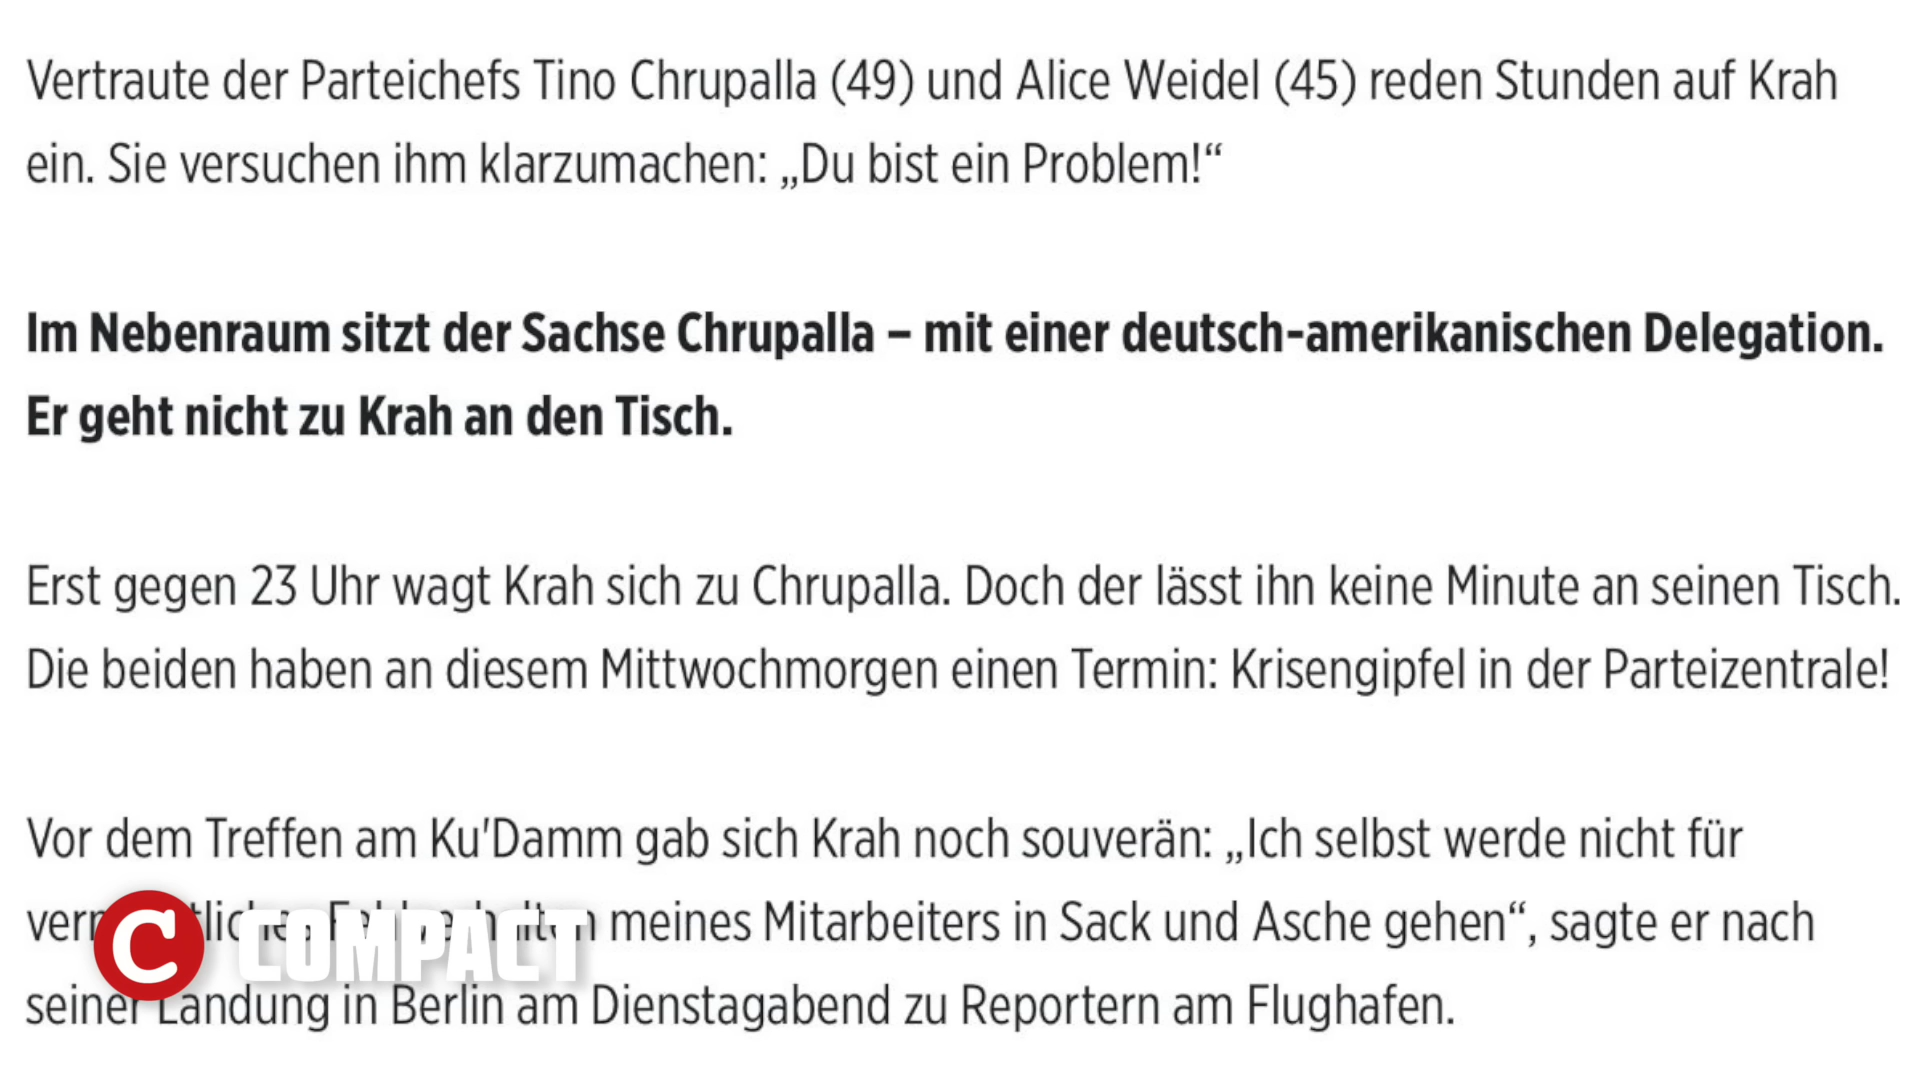 Vertraute der Parteichefs Tino Chrupalla (49) und Alice Weidel (45) reden Stunden auf Krah
ein. Sie versuchen ihm klarzumachen: „Du bist ein Problem!“
Im Nebenraum sitzt der Sachse Chrupalla – mit einer deutsch-amerikanischen Delegation.
Er geht nicht zu Krah an den Tisch.
Erst gegen 23 Uhr wagt Krah sich zu Chrupalla. Doch der lässt ihn keine Minute an seinen Tisch.
Die beiden haben an diesem Mittwochmorgen einen Termin: Krisengipfel in der Parteizentrale!
Vor dem Treffen am Ku'Damm gab sich Krah noch souverän: „Ich selbst werde nicht für
meines Mitarbeiters in Sack und Asche gehen“, sagte er nach
seiner Landung in Berlin am Dienstagabend zu Reportern am Flughafen.
C COMPACT